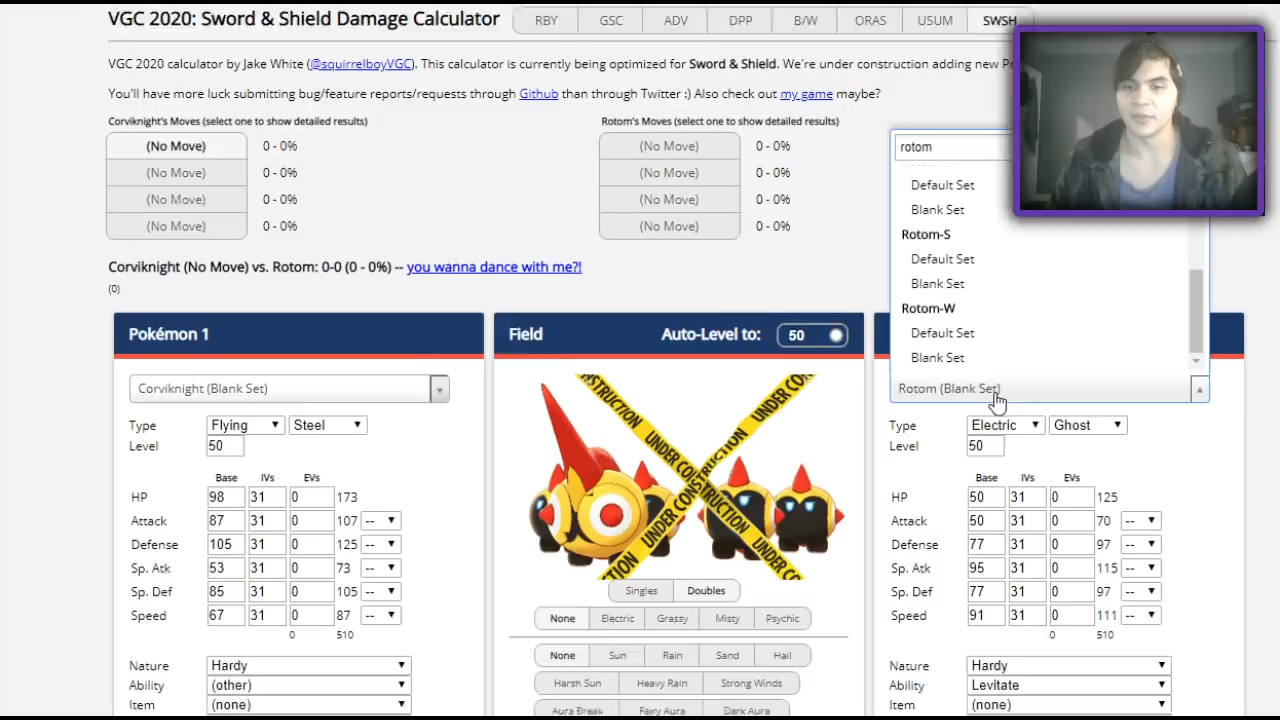 VGC 2020: Sword & Shield Damage Calculator
RBY GSC ADV DPP B/W ORAS USUM SWSH
VGC 2020 calculator by Jake White (@squirrelboyVGC). This calculator is currently being optimized for Sword & Shield. We're under construction adding new
You'll have more luck submitting bug/feature reports/requests through Github than through Twitter :) Also check out my game maybe?
Corviknight's Moves (select one to show detailed results)
(No Move) 0 - 0%
(No Move) 0 - 0%
(No Move) 0 - 0%
(No Move) 0 - 0%
Rotom's Moves (select one to show detailed results)
(No Move) 0 - 0%
(No Move) 0 - 0%
(No Move) 0 - 0%
(No Move) 0 - 0%
rotom
Default Set
Blank Set
Rotom-S
Default Set
Blank Set
Rotom-W
Default Set
Blank Set
Rotom (Blank Set)
Corviknight (No Move) vs. Rotom: 0-0 (0 - 0%) -- you wanna dance with me?!
(0)
Pokémon 1
Corviknight (Blank Set)
Type Flying Steel
Level 50
Base IVs EVs
HP 98 31 0 173
Attack 87 31 0 107 --
Defense 105 31 0 125 --
Sp. Atk 53 31 0 73 --
Sp. Def 85 31 0 105 --
Speed 67 31 0 87 --
0 510
Nature Hardy
Ability (other)
Item (none)
Field Auto-Level to: 50
UNDER CONSTRUCTION
Singles Doubles
None Electric Grassy Misty Psychic
None Sun Rain Sand Hail
Harsh Sun Heavy Rain Strong Winds
Aura Break Fairy Aura Dark Aura
Type Electric Ghost
Level 50
Base IVs EVs
HP 50 31 0 125
Attack 50 31 0 70 --
Defense 77 31 0 97 --
Sp. Atk 95 31 0 115 --
Sp. Def 77 31 0 97 --
Speed 91 31 0 111 --
0 510
Nature Hardy
Ability Levitate
Item (none)